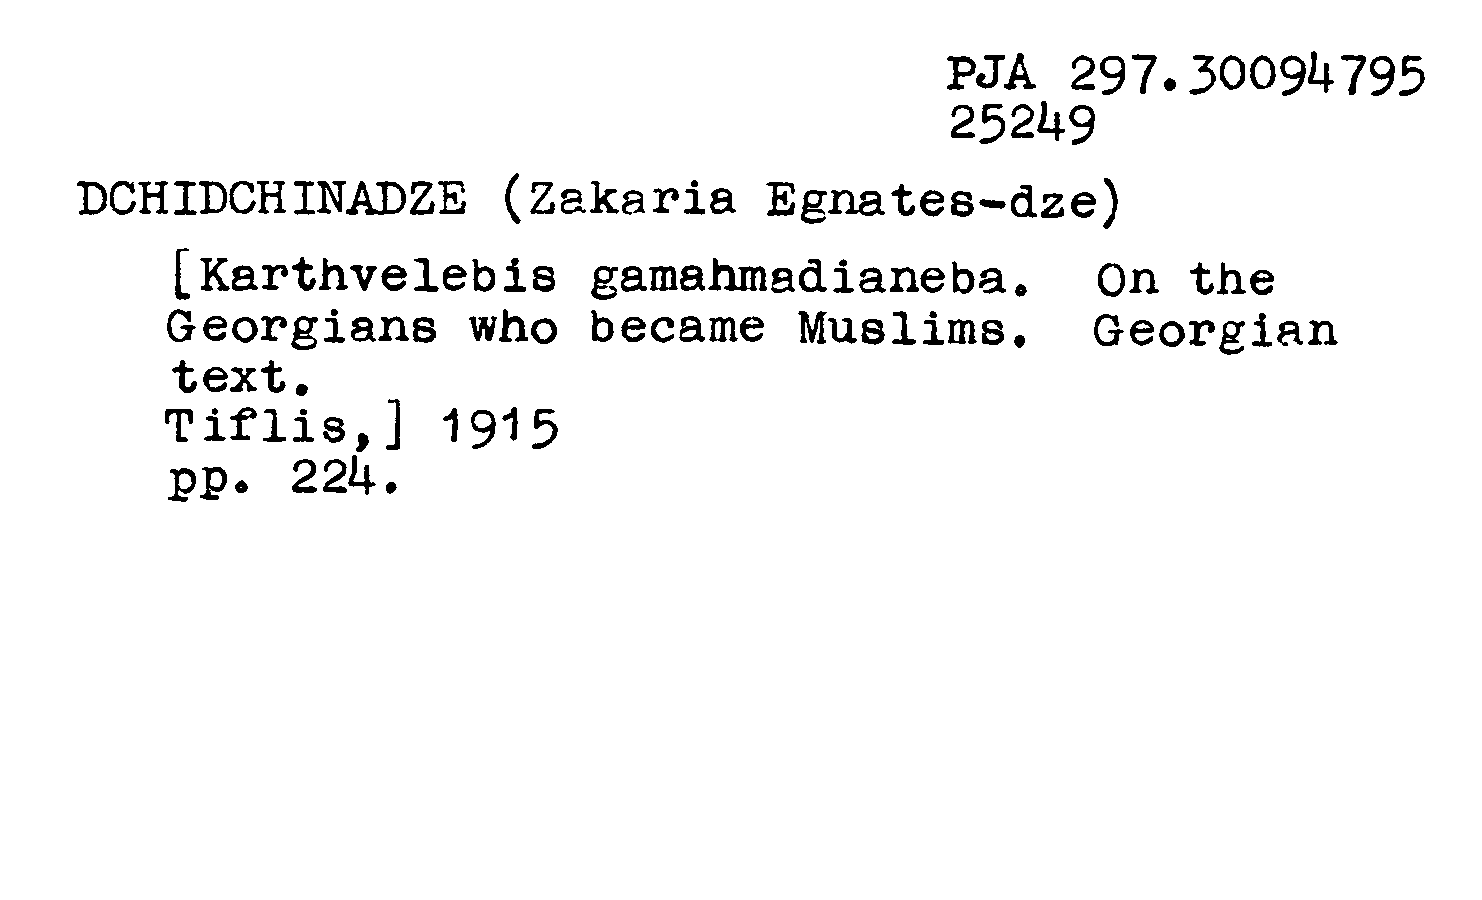 PJA 297.30094795
25249
DCHIDCHINADZE (Zakaria Egnates-dze)
[Karthvelebis gamahmadianeba. On the
Georgians who became Muslims. Georgian
text.
Tiflis,] 1915
pp. 224.